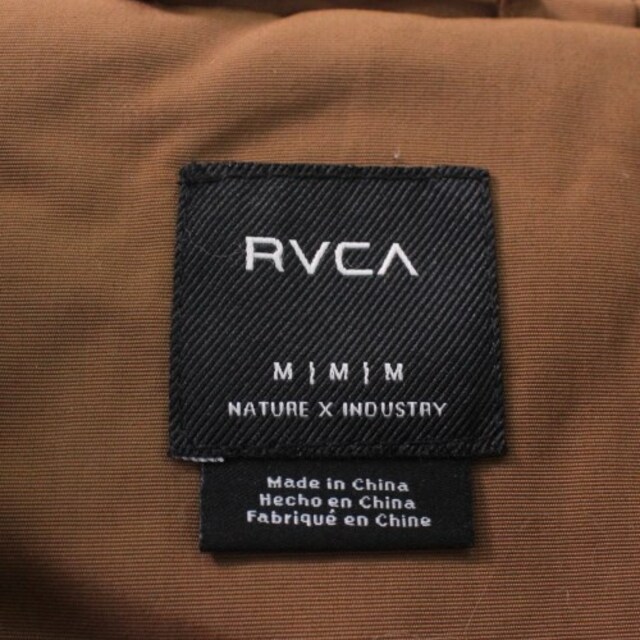 RVCA
M | M | M
NATURE X INDUSTRY
Made in China
Hecho en China
Fabriqué en Chine